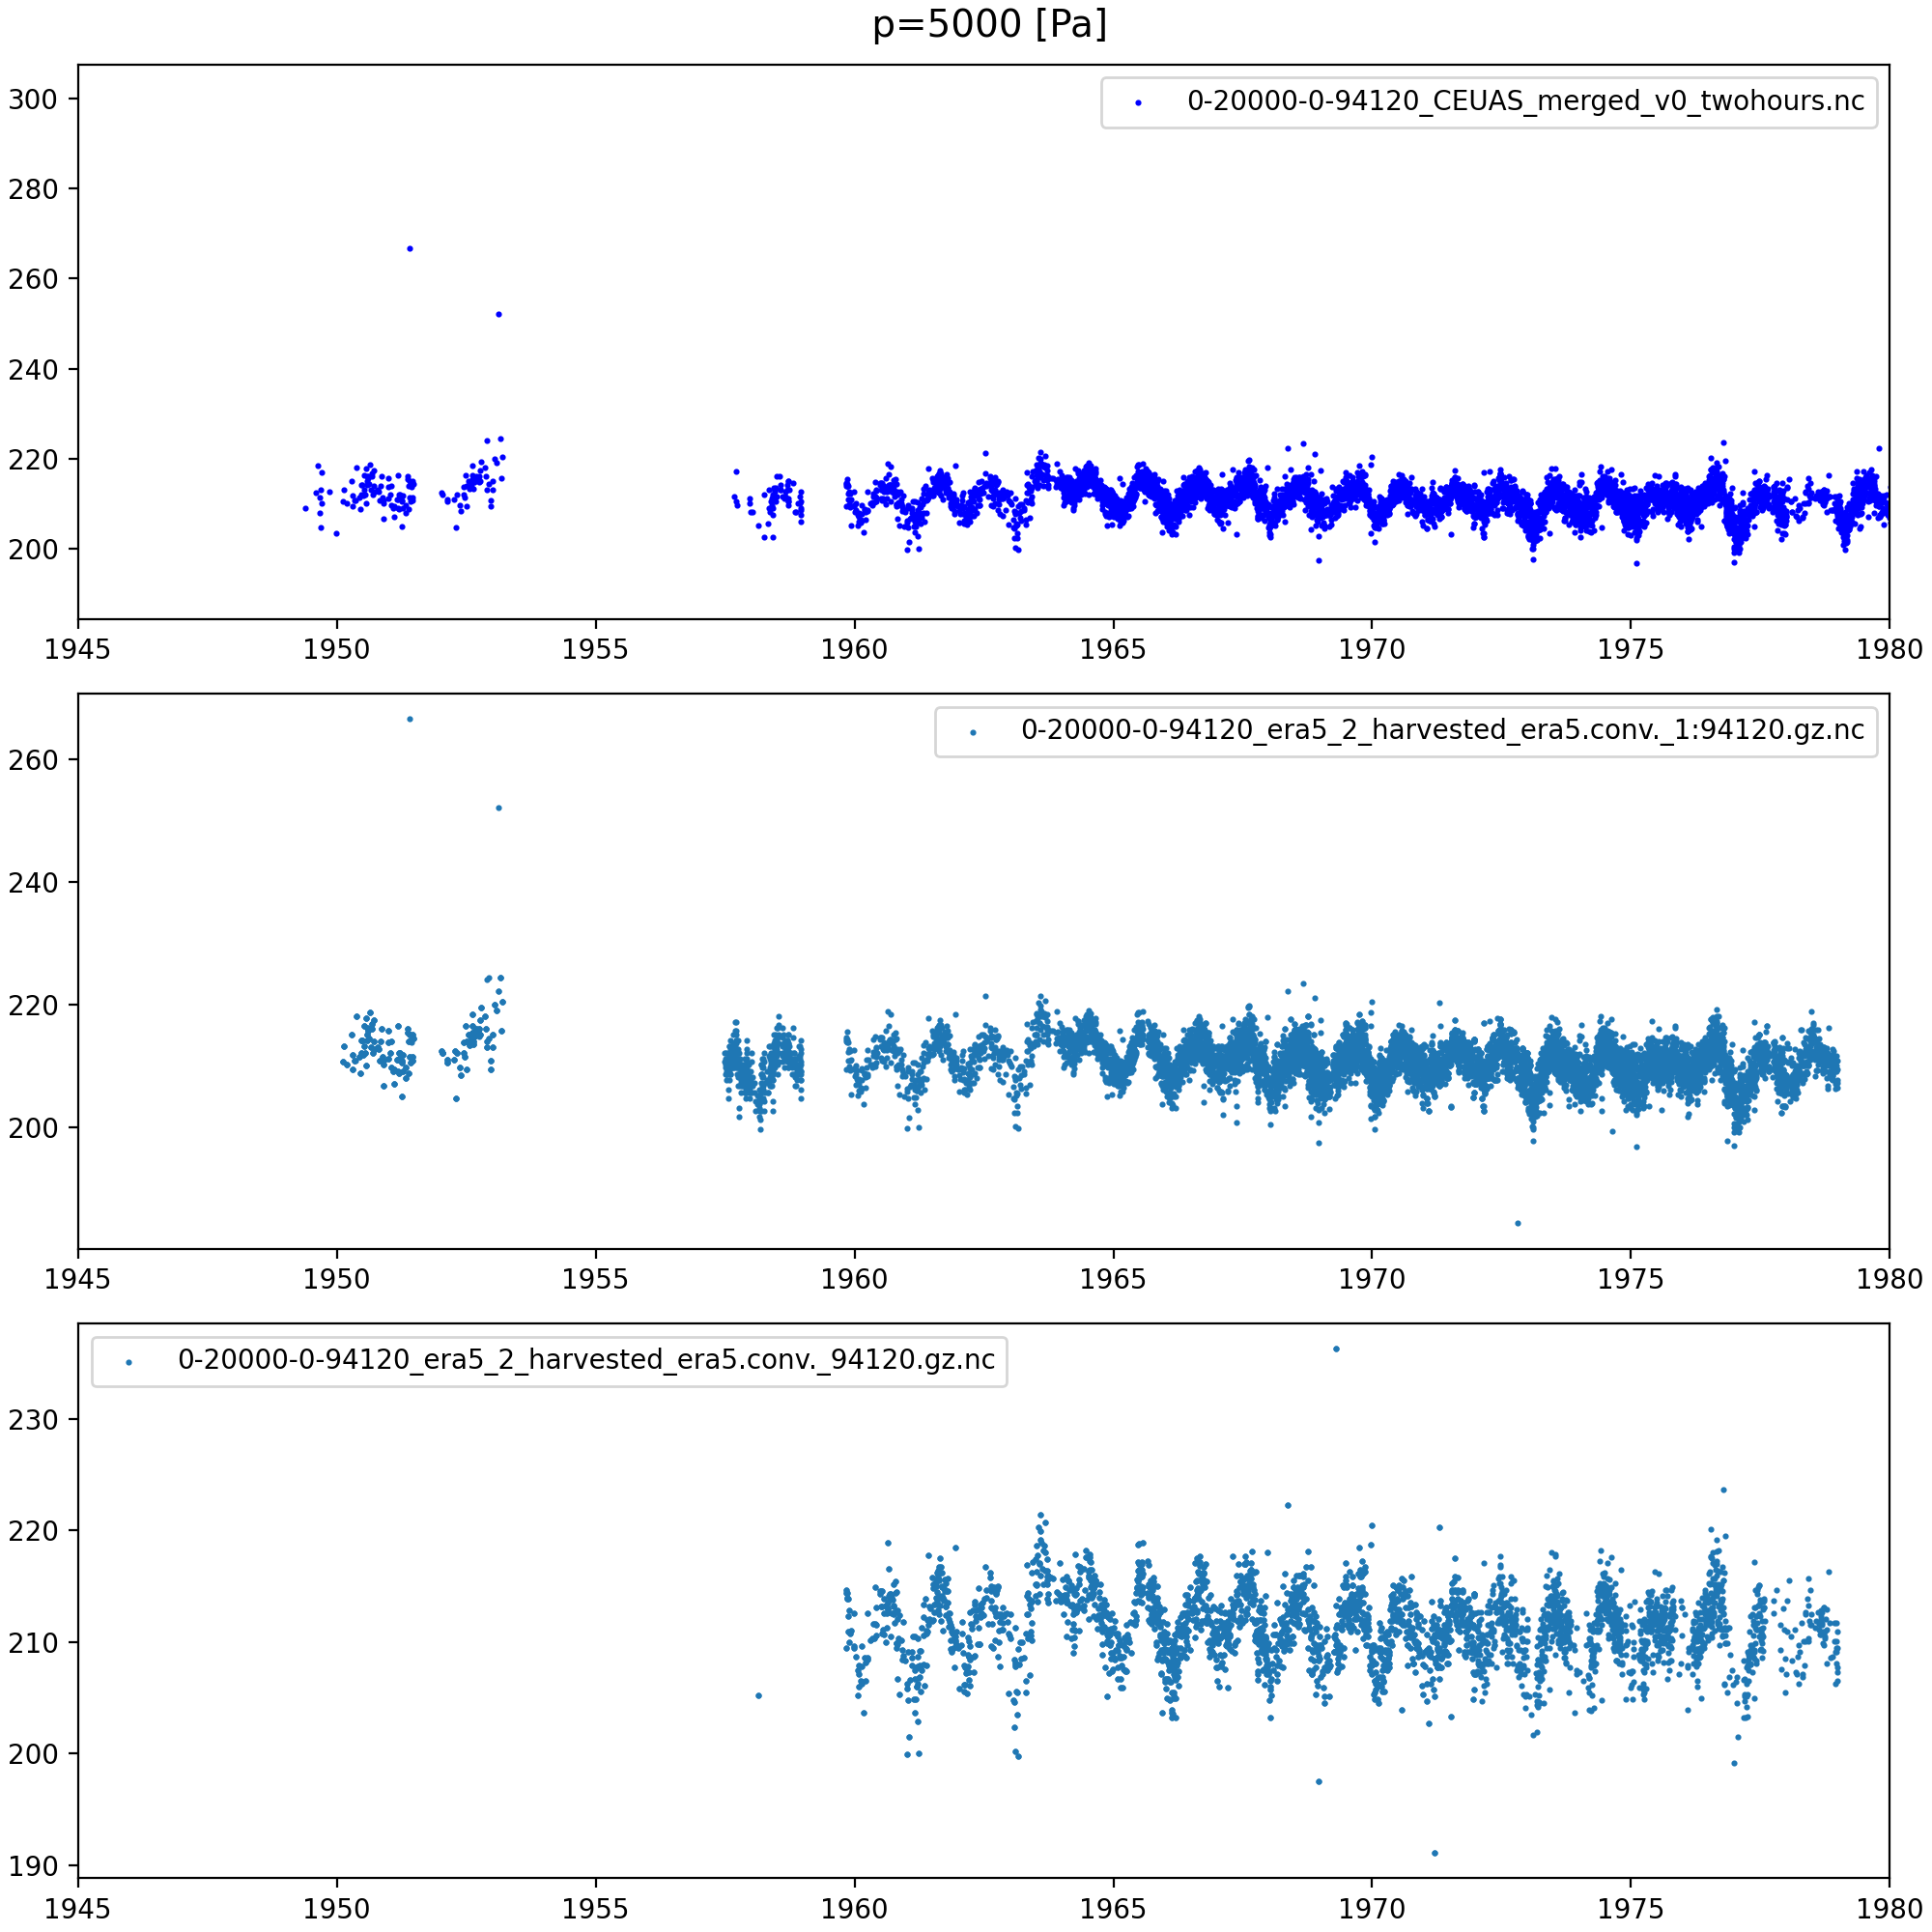 p=5000 [Pa]
0-20000-0-94120_CEUAS_merged_v0_twohours.nc
300
280
260
240
220
200
1945 1950 1955 1960 1965 1970 1975 1980
0-20000-0-94120_era5_2_harvested_era5.conv._1:94120.gz.nc
260
240
220
200
1945 1950 1955 1960 1965 1970 1975 1980
0-20000-0-94120_era5_2_harvested_era5.conv._94120.gz.nc
230
220
210
200
190
1945 1950 1955 1960 1965 1970 1975 1980